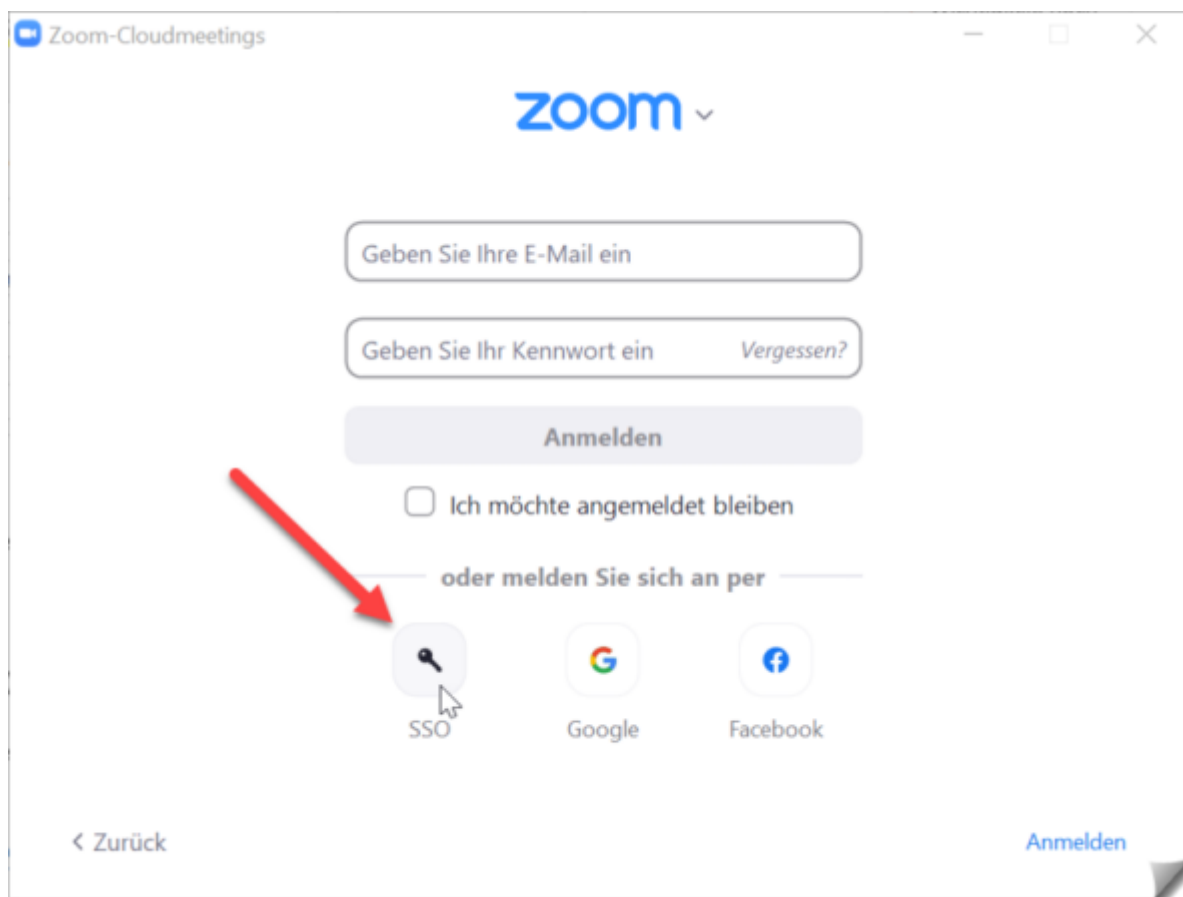 Zoom-Cloudmeetings
zoom
Geben Sie Ihre E-Mail ein
Geben Sie Ihr Kennwort ein Vergessen?
Anmelden
Ich möchte angemeldet bleiben
oder melden Sie sich an per
SSO Google Facebook
Zurück Anmelden